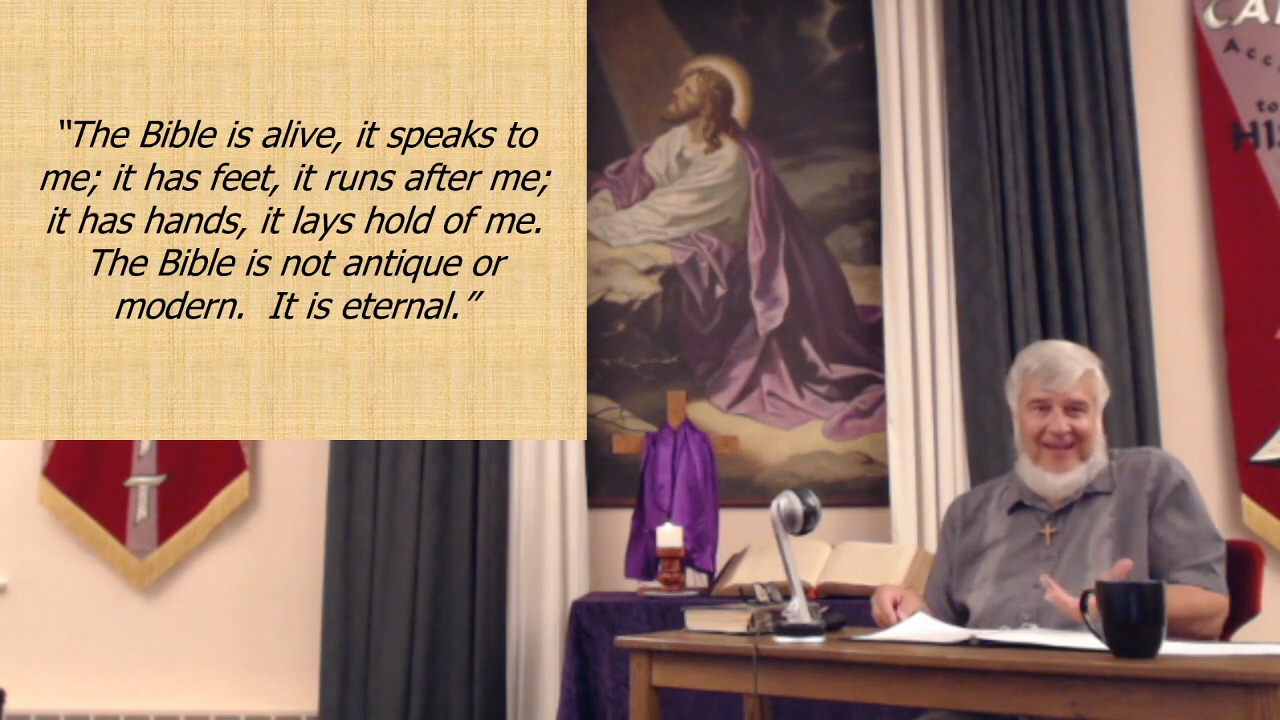 “The Bible is alive, it speaks to
me; it has feet, it runs after me;
it has hands, it lays hold of me.
The Bible is not antique or
modern.  It is eternal.”
to